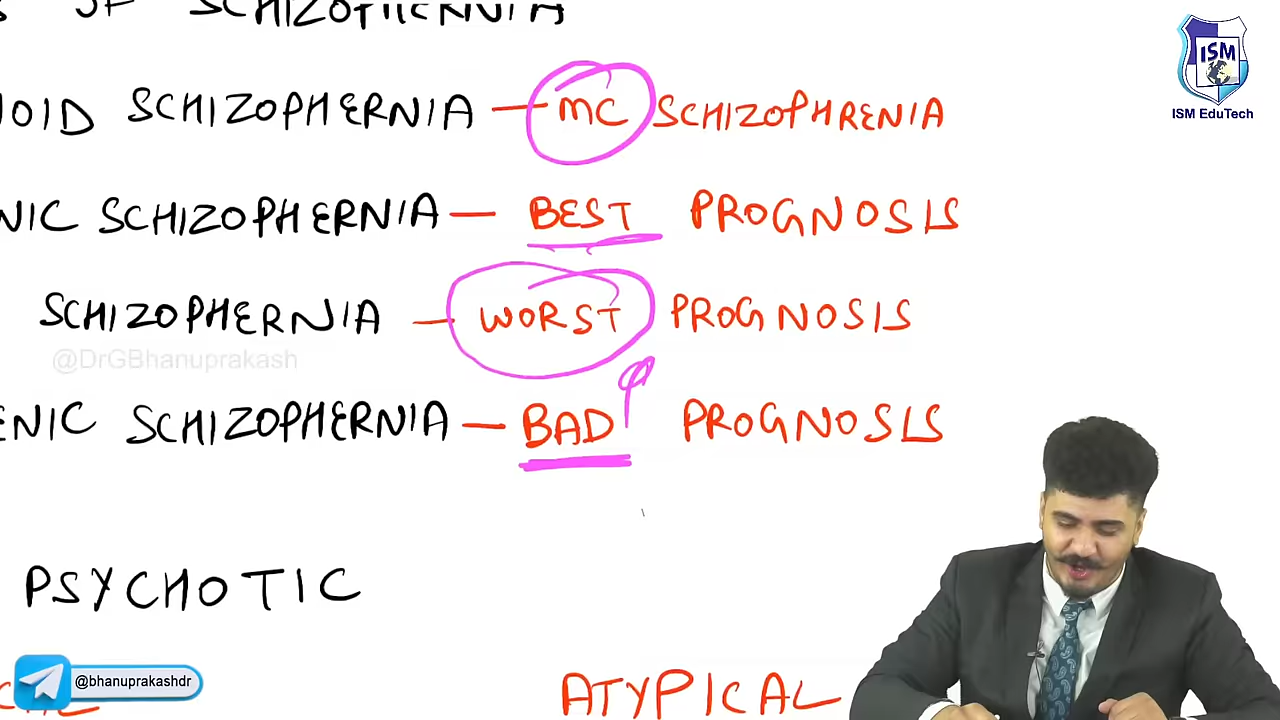 OF SCHIZOPHERNIA
OID SCHIZOPHERNIA — MC SCHIZOPHRENIA
NIC SCHIZOPHERNIA — BEST PROGNOSIS
SCHIZOPHERNIA — WORST PROGNOSIS
@DrGBhanuprakash
ENIC SCHIZOPHERNIA — BAD PROGNOSIS
PSYCHOTIC
ATYPICAL
@bhanuprakashdr
ISM
ISM EduTech